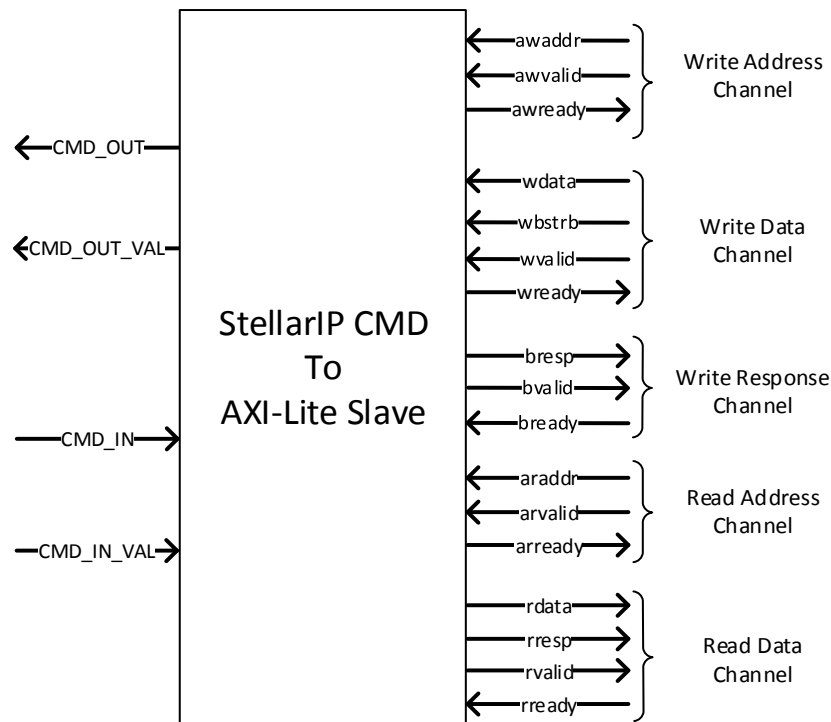 CMD_OUT
CMD_OUT_VAL
CMD_IN
CMD_IN_VAL
StellarIP CMD
To
AXI-Lite Slave
awaddr
awvalid
awready
Write Address
Channel
wdata
wbstrb
wvalid
wready
Write Data
Channel
bresp
bvalid
bready
Write Response
Channel
araddr
arvalid
arready
Read Address
Channel
rdata
rresp
rvalid
rready
Read Data
Channel